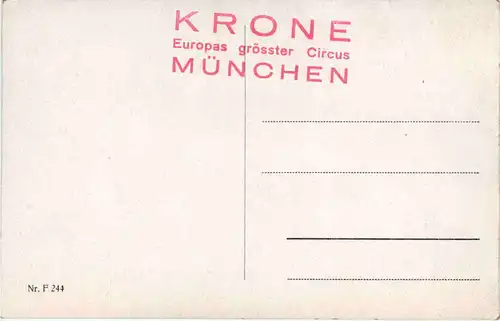 KRONE
Europas grösster Circus
MÜNCHEN
Nr. F 244